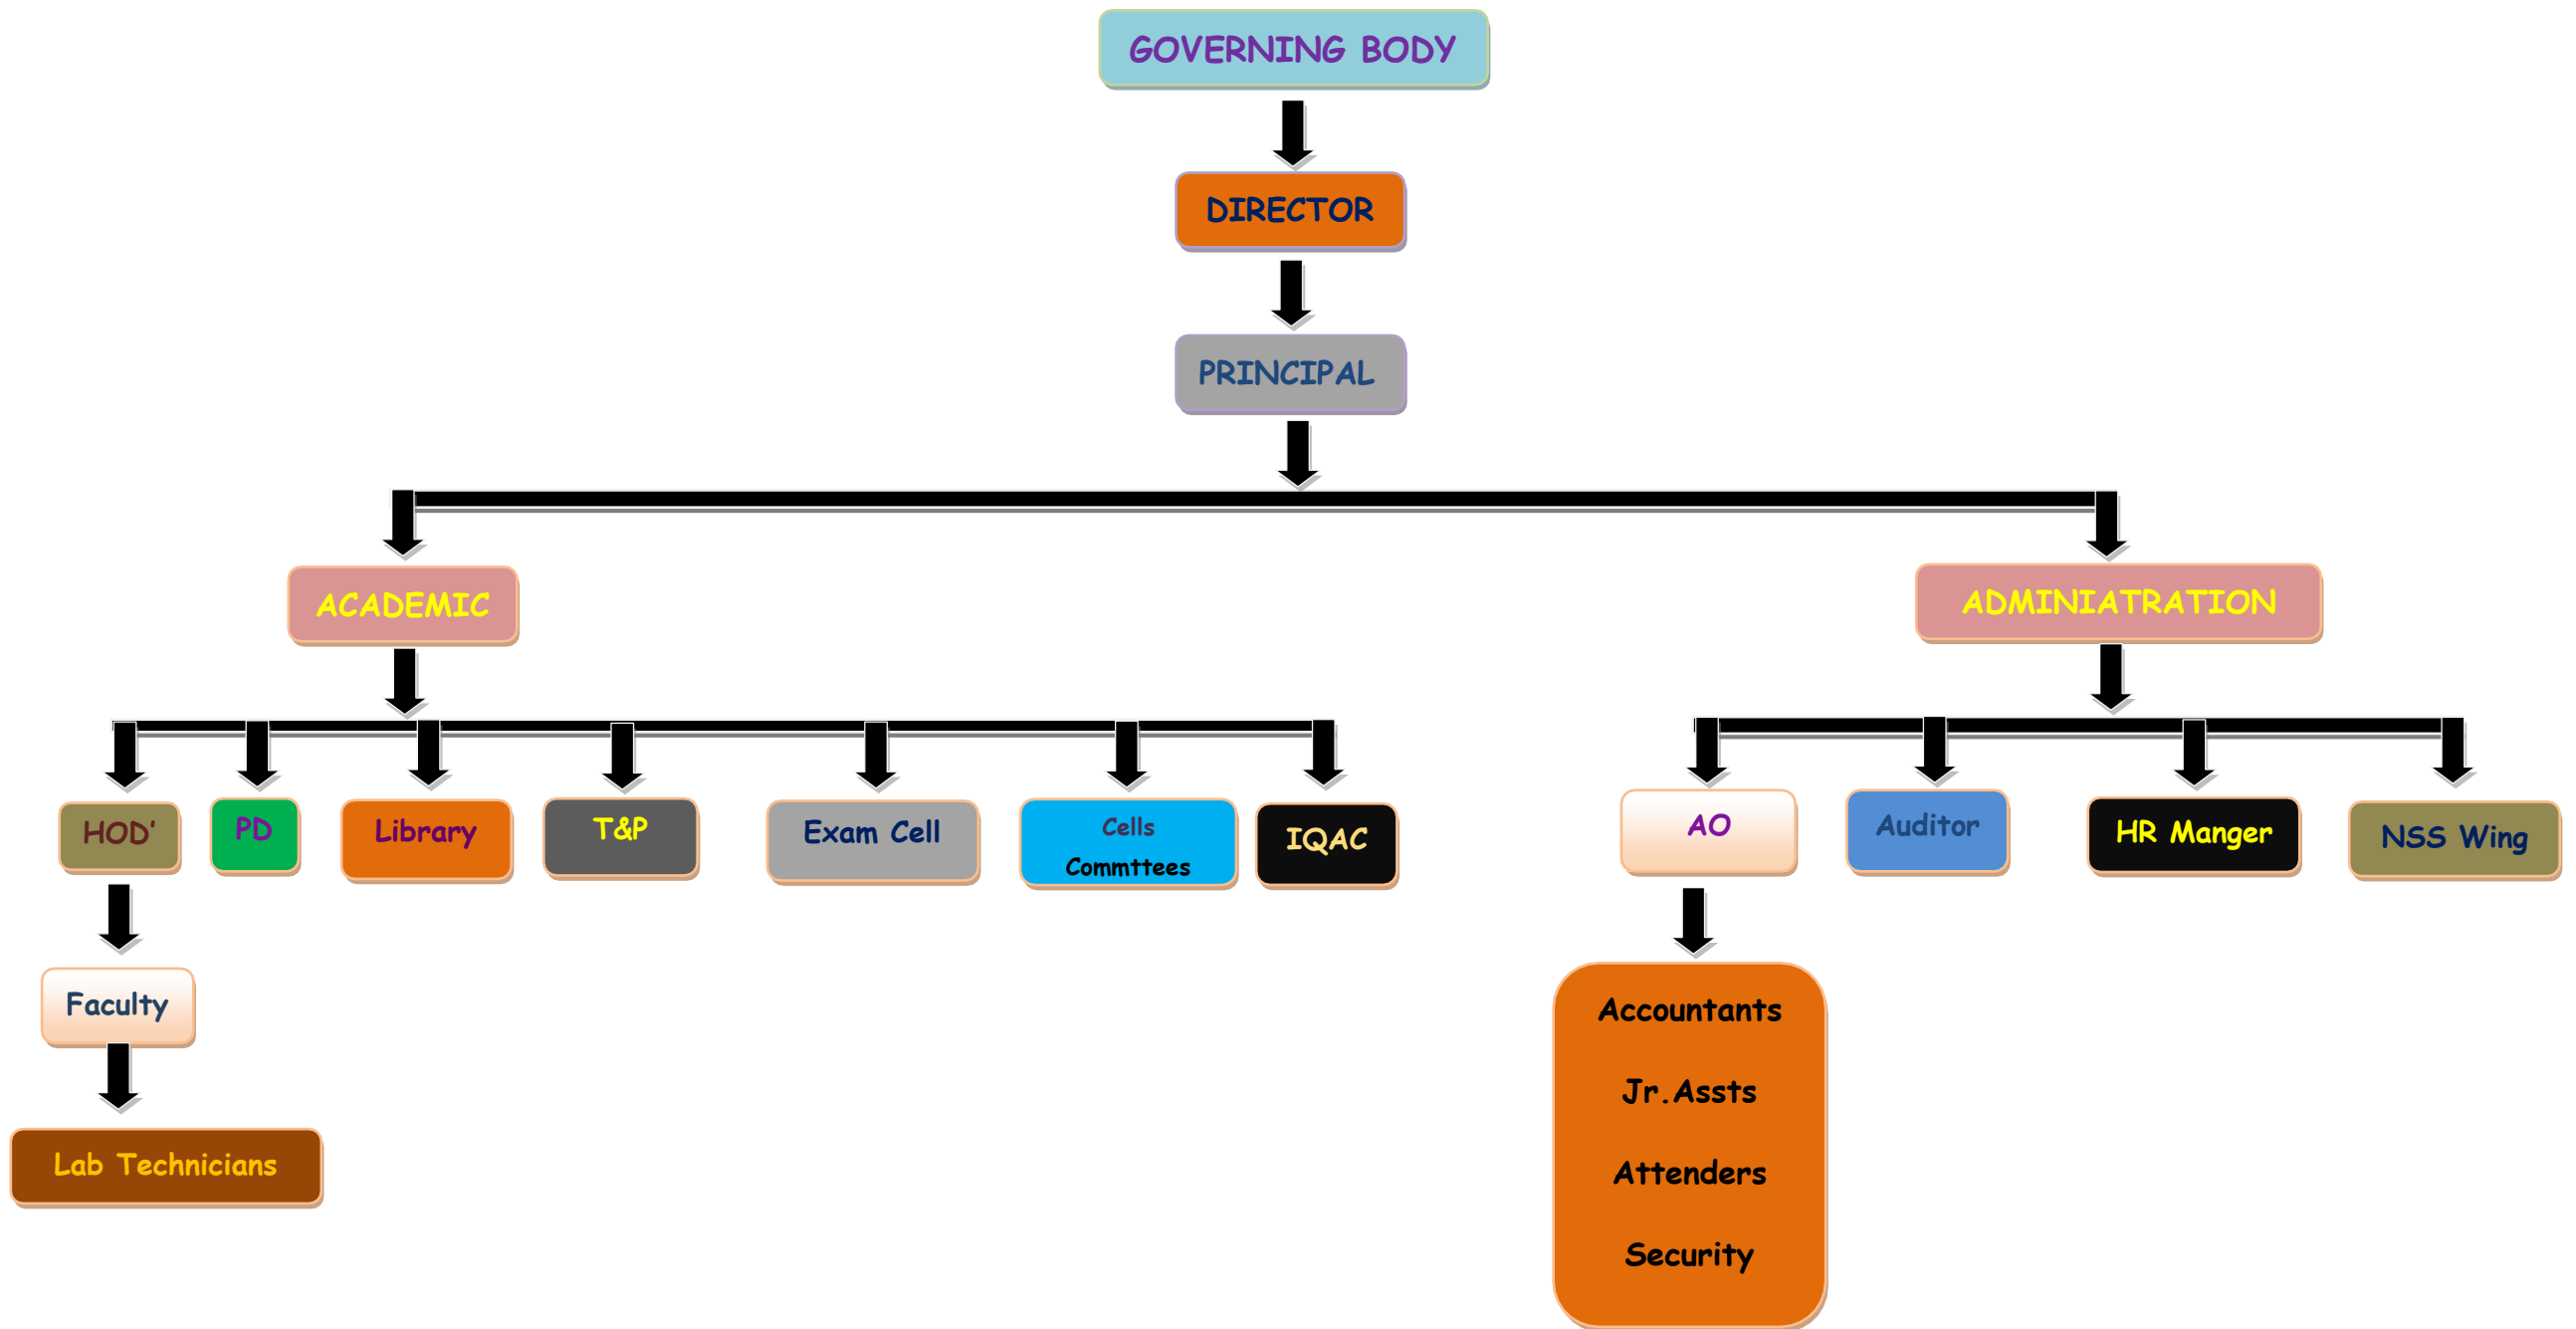 GOVERNING BODY
DIRECTOR
PRINCIPAL
ACADEMIC
ADMINIATRATION
HOD'
PD
Library
T&P
Exam Cell
Cells
Commttees
IQAC
AO
Auditor
HR Manger
NSS Wing
Faculty
Lab Technicians
Accountants
Jr.Assts
Attenders
Security